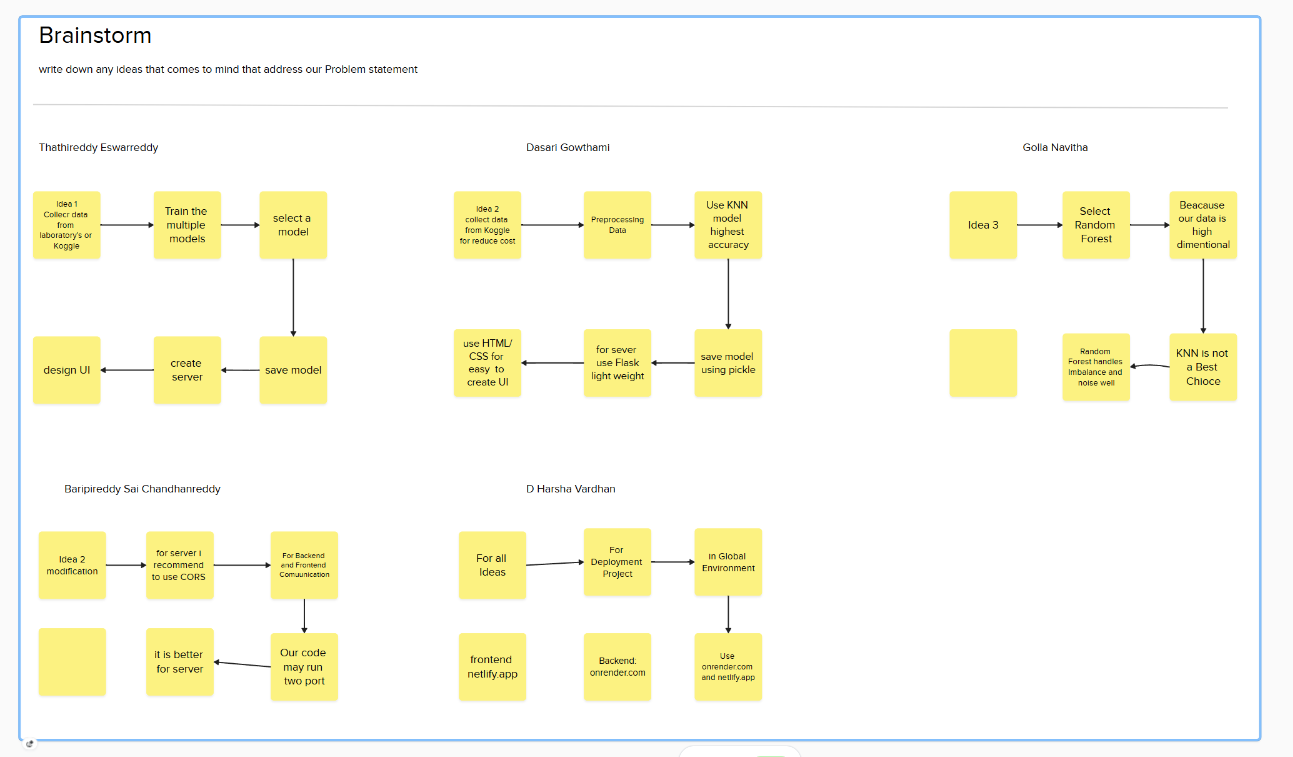 Brainstorm
write down any ideas that comes to mind that address our Problem statement
Thathireddy Eswarreddy
Idea 1
Collecr data
from
laboratory's or
Koggle
Train the
multiple
models
select a
model
save model
create
server
design UI
Dasari Gowthami
Idea 2
collect data
from Koggle
for reduce cost
Preprocessing
Data
Use KNN
model
highest
accuracy
save model
using pickle
for sever
use Flask
light weight
use HTML/
CSS for
easy to
create UI
Golla Navitha
Idea 3
Select
Random
Forest
Beacause
our data is
high
dimentional
KNN is not
a Best
Chioce
Random
Forest handles
imbalance and
noise well
Baripireddy Sai Chandhanreddy
Idea 2
modification
for server i
recommend
to use CORS
For Backend
and Frontend
Comuunication
Our code
may run
two port
it is better
for server
D Harsha Vardhan
For all
Ideas
For
Deployment
Project
in Global
Environment
Use
onrender.com
and netlify.app
Backend:
onrender.com
frontend
netlify.app